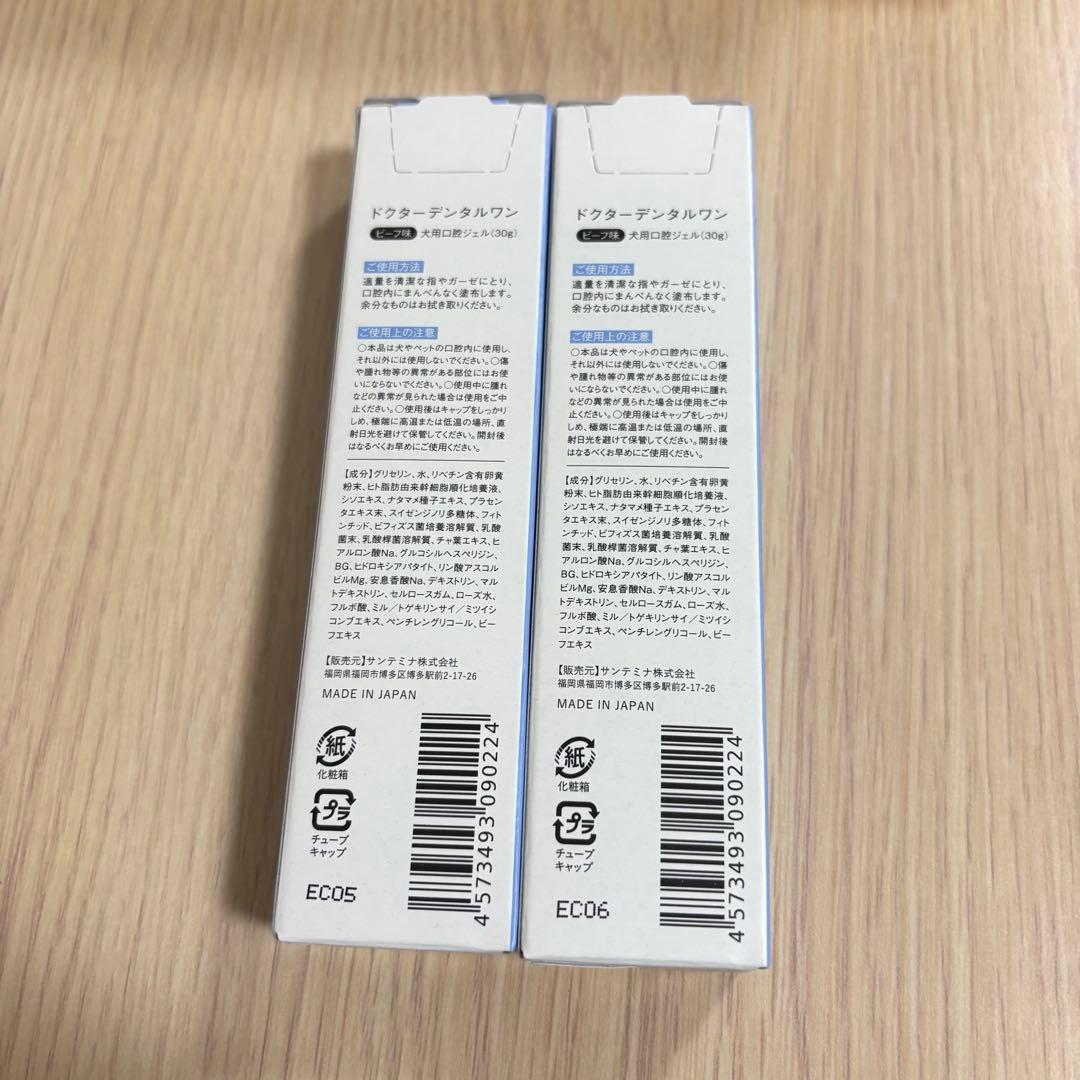 ドクターデンタルワン
ビーフ味 犬用口腔ジェル（30g）
ご使用方法
適量を清潔な指やガーゼにとり、
口腔内にまんべんなく塗布します。
余分なものはお拭き取りください。
ご使用上の注意
○本品は犬やペットの口腔内に使用し、
それ以外には使用しないでください。○傷
や腫れ物等の異常がある部位にはお使
いにならないでください。○使用中に腫れ
などの異常が見られた場合は使用をご中
止ください。○使用後はキャップをしっかり
しめ、極端に高温または低温の場所、直
射日光を避けて保管してください。開封後
はなるべくお早めにご使用ください。
【成分】グリセリン、水、リベチン含有卵黄
粉末、ヒト脂肪由来幹細胞順化培養液、
シソエキス、ナタマメ種子エキス、プラセン
タエキス末、スイゼンジノリ多糖体、フィト
ンチッド、ビフィズス菌培養溶解質、乳酸
菌末、乳酸桿菌溶解質、チャ葉エキス、ヒ
アルロン酸Na、グルコシルヘスペリジン、
BG、ヒドロキシアパタイト、リン酸アスコル
ビルMg、安息香酸Na、デキストリン、マル
トデキストリン、セルロースガム、ローズ水、
フルボ酸、ミル／トゲキリンサイ／ミツイシ
コンブエキス、ペンチレングリコール、ビー
フエキス
【販売元】サンテミナ株式会社
福岡県福岡市博多区博多駅前2-17-26
MADE IN JAPAN
紙
化粧箱
プラ
チューブ
キャップ
EC05
4573493090224
ドクターデンタルワン
ビーフ味 犬用口腔ジェル（30g）
ご使用方法
適量を清潔な指やガーゼにとり、
口腔内にまんべんなく塗布します。
余分なものはお拭き取りください。
ご使用上の注意
○本品は犬やペットの口腔内に使用し、
それ以外には使用しないでください。○傷
や腫れ物等の異常がある部位にはお使
いにならないでください。○使用中に腫れ
などの異常が見られた場合は使用をご中
止ください。○使用後はキャップをしっかり
しめ、極端に高温または低温の場所、直
射日光を避けて保管してください。開封後
はなるべくお早めにご使用ください。
【成分】グリセリン、水、リベチン含有卵黄
粉末、ヒト脂肪由来幹細胞順化培養液、
シソエキス、ナタマメ種子エキス、プラセン
タエキス末、スイゼンジノリ多糖体、フィト
ンチッド、ビフィズス菌培養溶解質、乳酸
菌末、乳酸桿菌溶解質、チャ葉エキス、ヒ
アルロン酸Na、グルコシルヘスペリジン、
BG、ヒドロキシアパタイト、リン酸アスコル
ビルMg、安息香酸Na、デキストリン、マル
トデキストリン、セルロースガム、ローズ水、
フルボ酸、ミル／トゲキリンサイ／ミツイシ
コンブエキス、ペンチレングリコール、ビー
フエキス
【販売元】サンテミナ株式会社
福岡県福岡市博多区博多駅前2-17-26
MADE IN JAPAN
紙
化粧箱
プラ
チューブ
キャップ
EC06
4573493090224